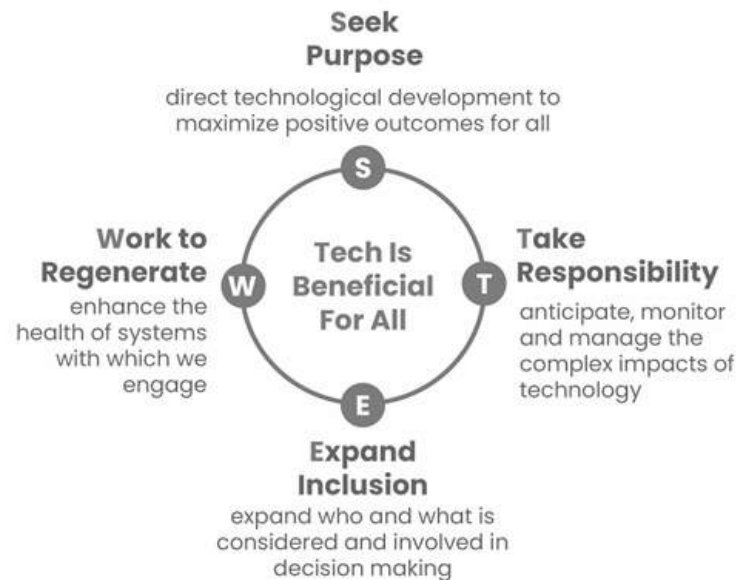 Seek
Purpose
direct technological development to
maximize positive outcomes for all
S
Tech Is
Beneficial
For All
T
Take
Responsibility
anticipate, monitor
and manage the
complex impacts of
technology
E
Expand
Inclusion
expand who and what is
considered and involved in
decision making
W
Work to
Regenerate
enhance the
health of systems
with which we
engage